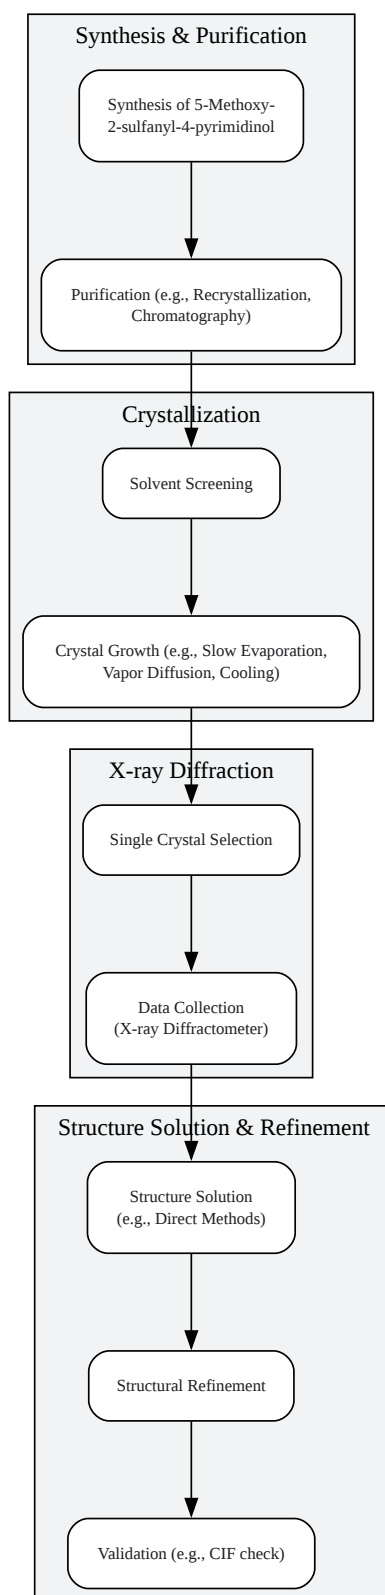 Synthesis & Purification
Synthesis of 5-Methoxy-
2-sulfanyl-4-pyrimidinol
Purification (e.g., Recrystallization,
Chromatography)
Crystallization
Solvent Screening
Crystal Growth (e.g., Slow Evaporation,
Vapor Diffusion, Cooling)
X-ray Diffraction
Single Crystal Selection
Data Collection
(X-ray Diffractometer)
Structure Solution & Refinement
Structure Solution
(e.g., Direct Methods)
Structural Refinement
Validation (e.g., CIF check)